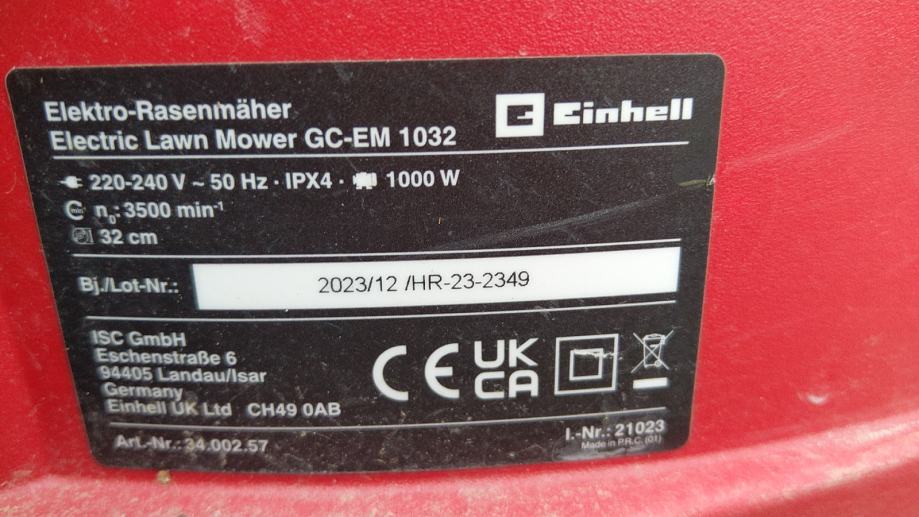 Elektro-Rasenmäher
Electric Lawn Mower GC-EM 1032
Einhell
220-240 V ~ 50 Hz · IPX4 · 1000 W
n₀: 3500 min⁻¹
32 cm
Bj./Lot-Nr.: 2023/12 /HR-23-2349
ISC GmbH
Eschenstraße 6
94405 Landau/Isar
Germany
Einhell UK Ltd CH49 0AB
CE UK
CA
Art.-Nr.: 34.002.57
I.-Nr.: 21023
Made in P.R.C. (01)